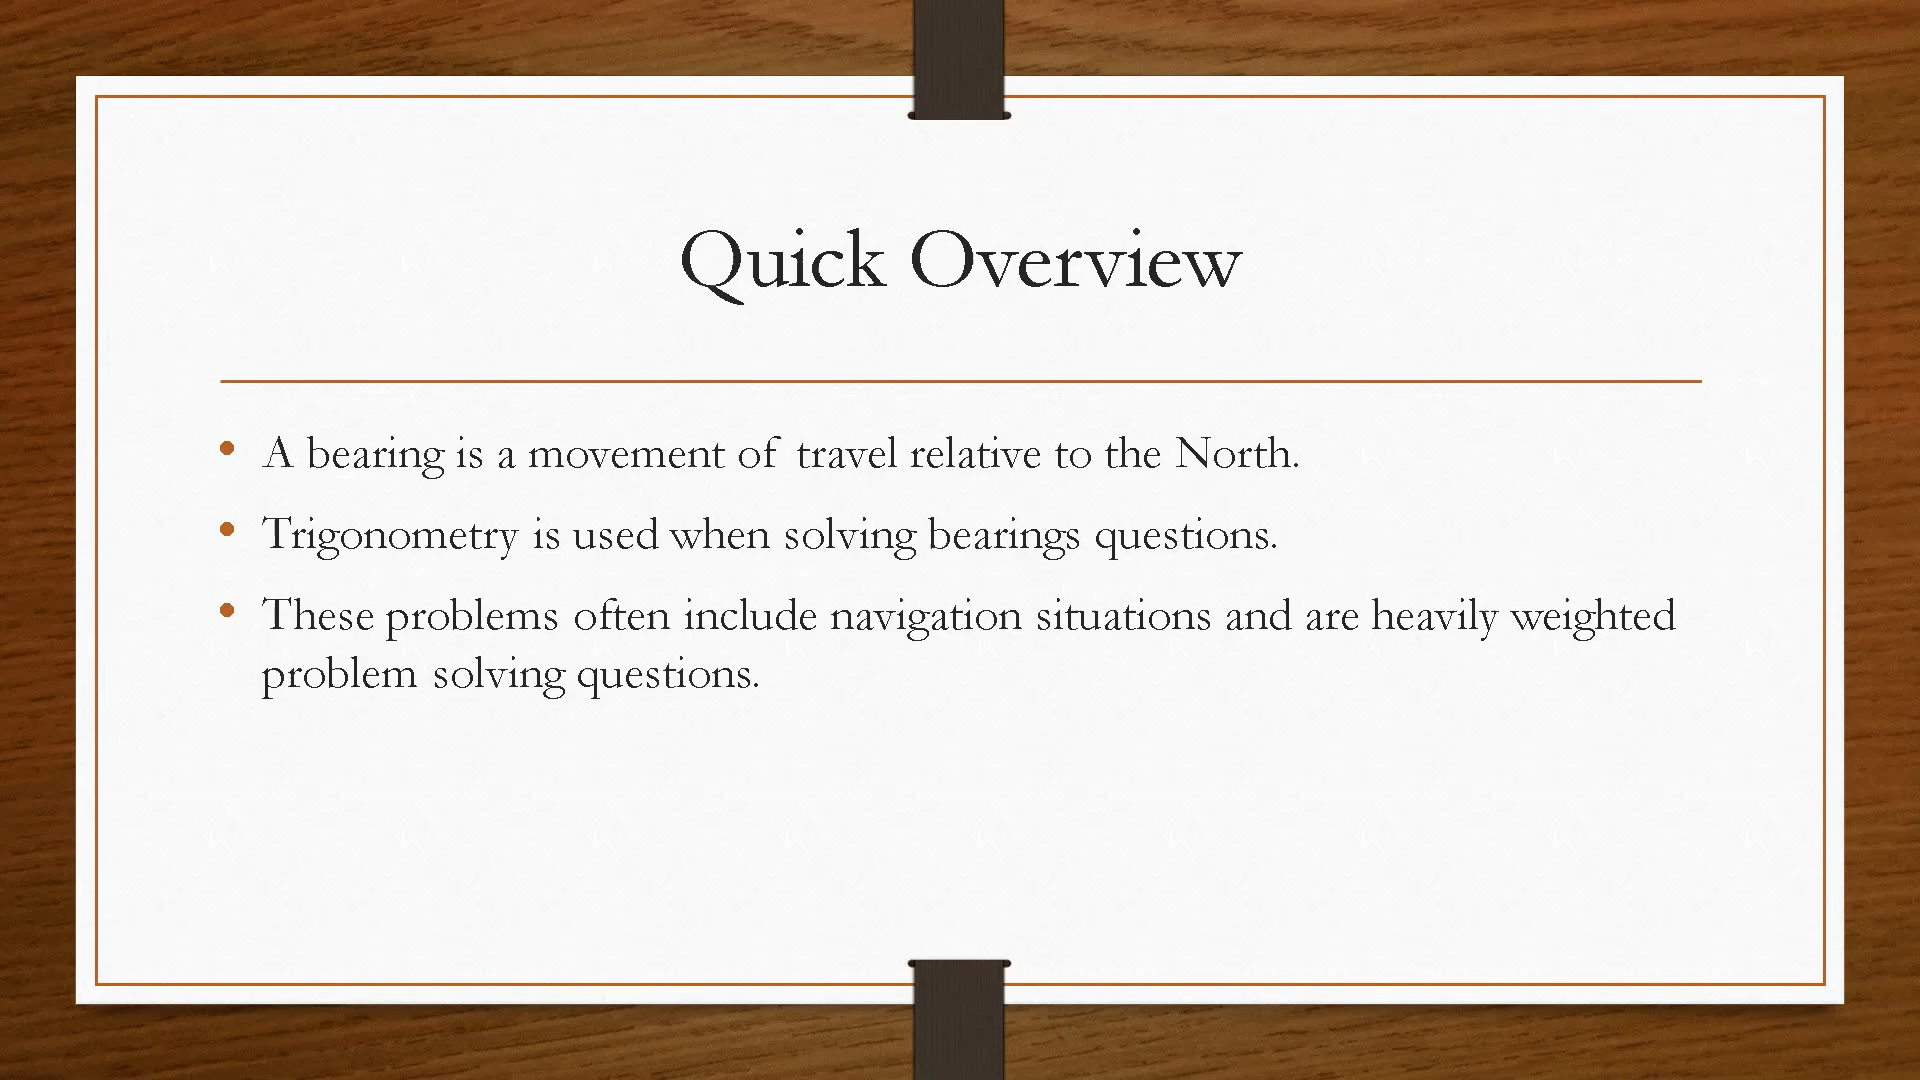 Quick Overview
• A bearing is a movement of travel relative to the North.
• Trigonometry is used when solving bearings questions.
• These problems often include navigation situations and are heavily weighted
problem solving questions.